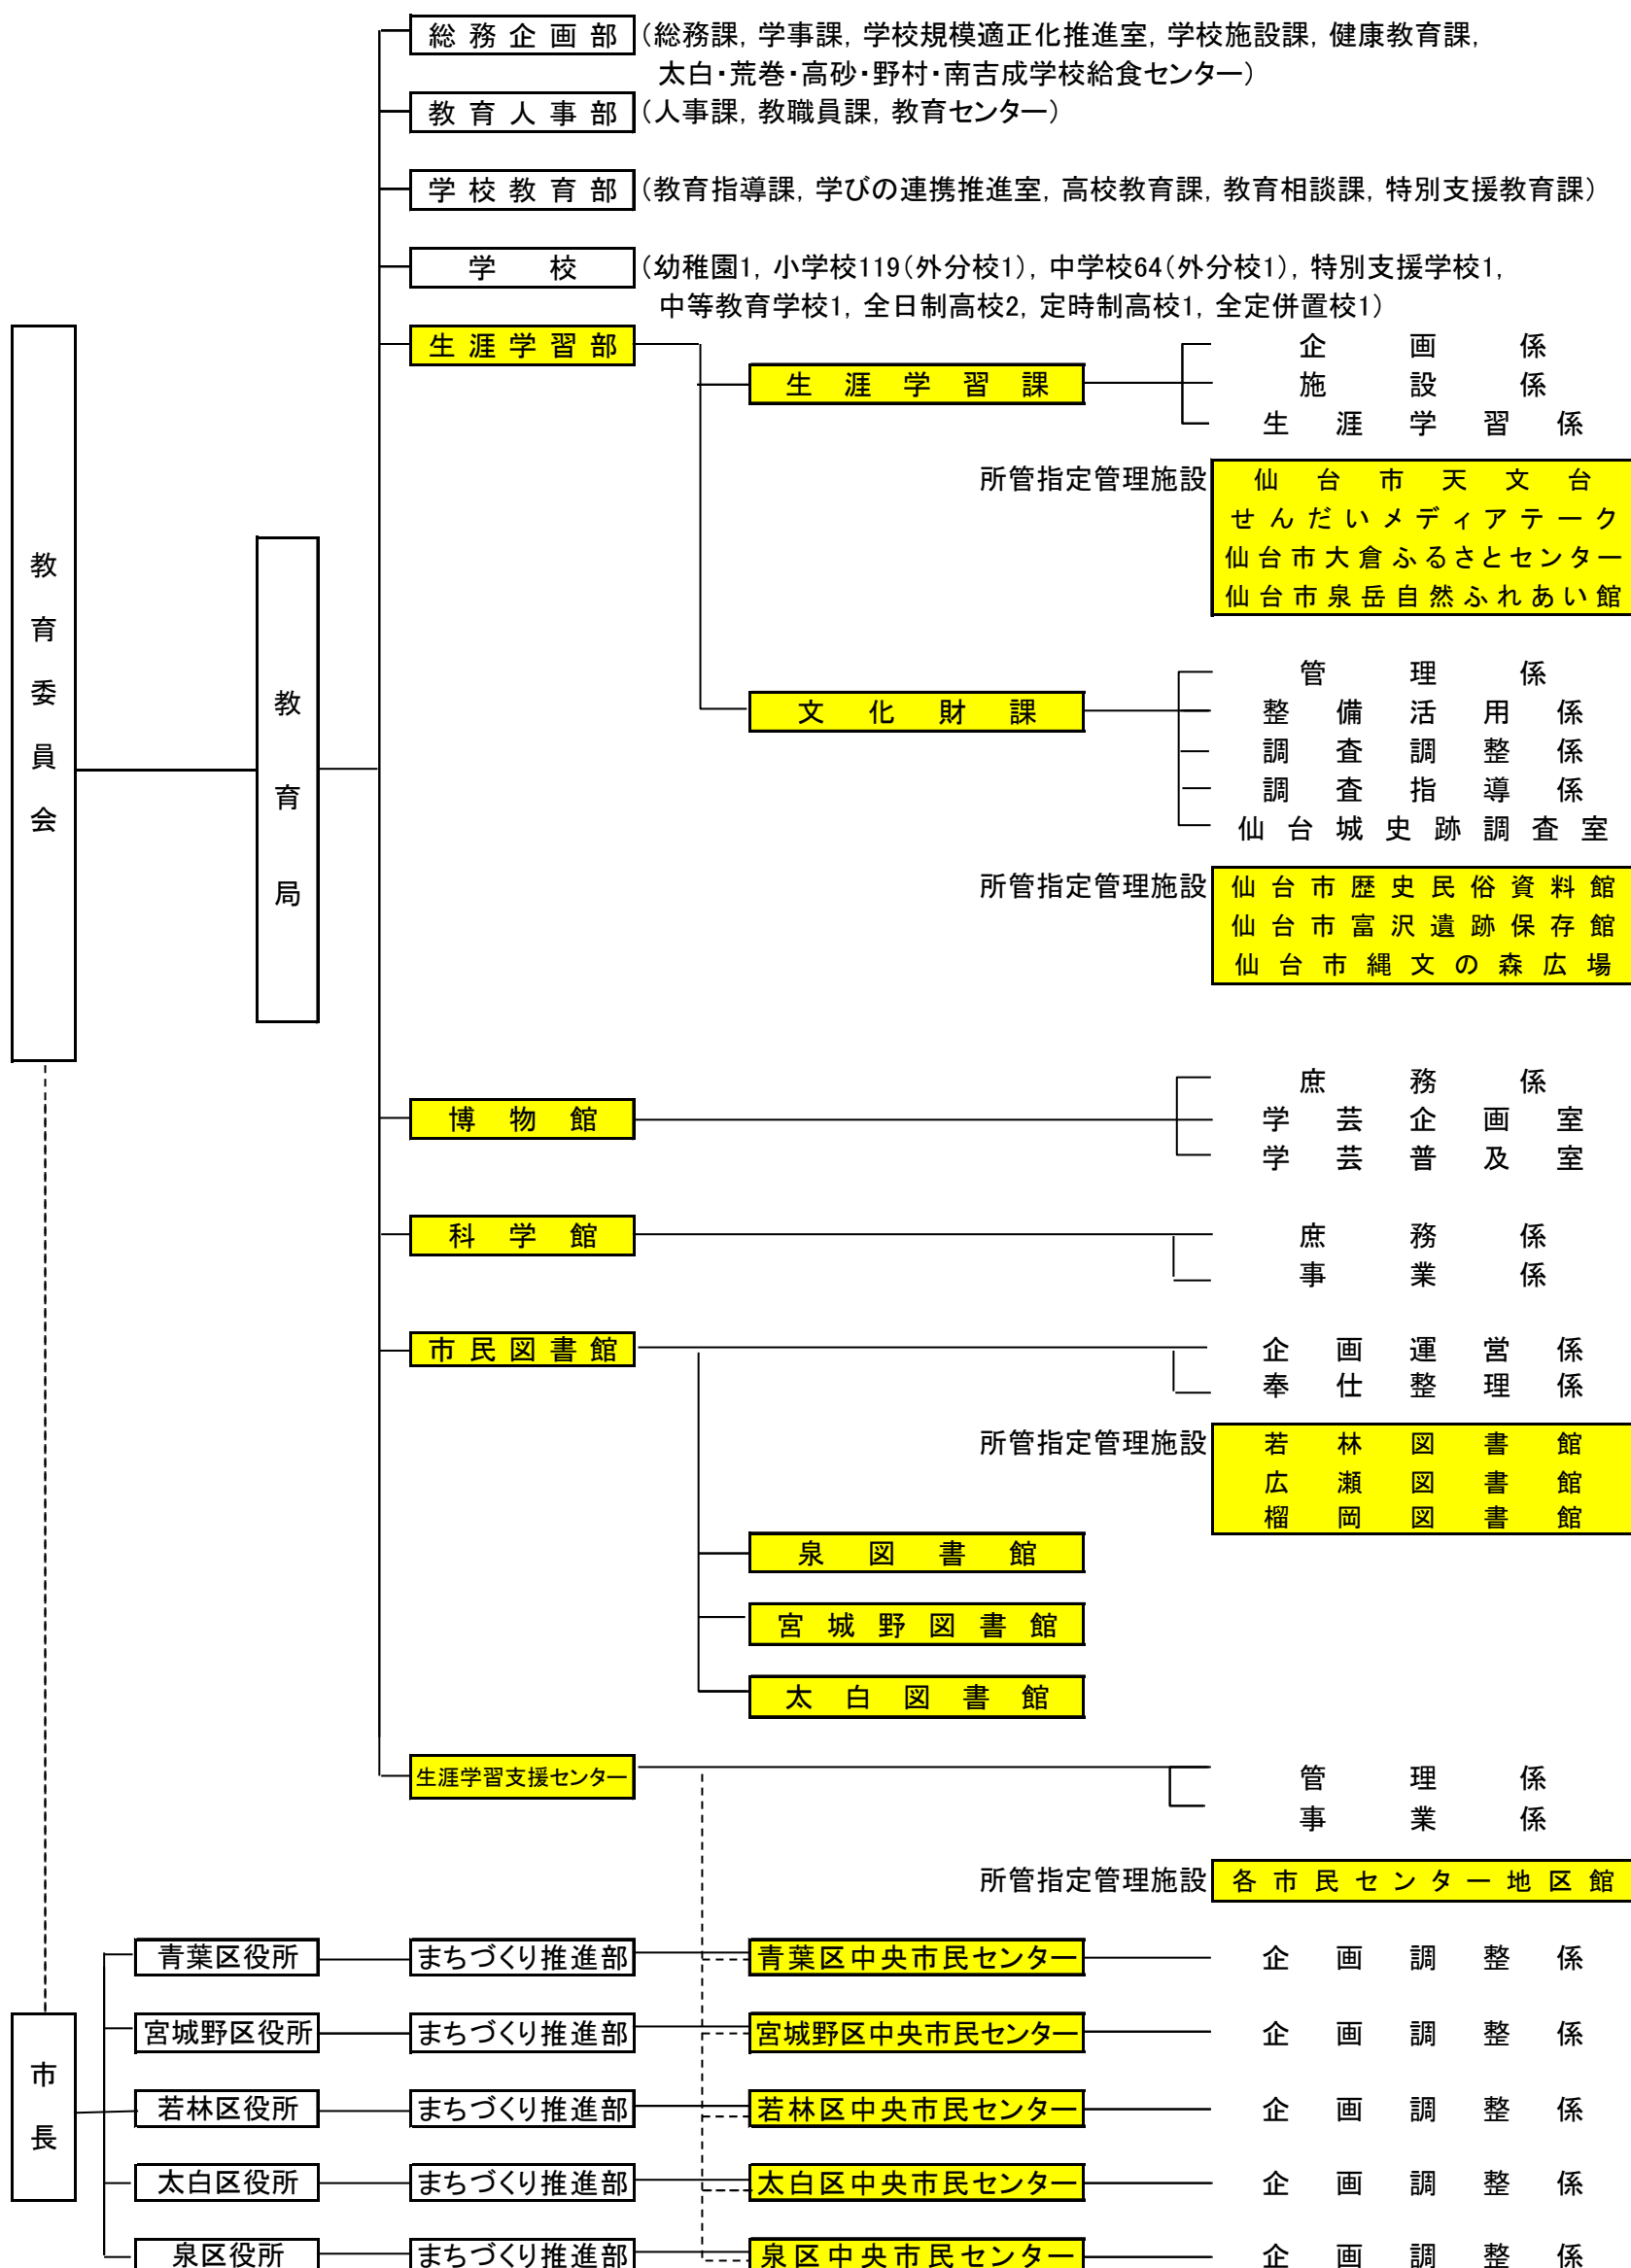 総務企画部（総務課，学事課，学校規模適正化推進室，学校施設課，健康教育課，
太白・荒巻・高砂・野村・南吉成学校給食センター）
教育人事部（人事課，教職員課，教育センター）
学校教育部（教育指導課，学びの連携推進室，高校教育課，教育相談課，特別支援教育課）
学校（幼稚園1，小学校119（外分校1），中学校64（外分校1），特別支援学校1，
中等教育学校1，全日制高校2，定時制高校1，全定併置校1）
教育委員会
教育局
生涯学習部
生涯学習課
企画係
施設係
生涯学習係
所管指定管理施設
仙台市天文台
せんだいメディアテーク
仙台市大倉ふるさとセンター
仙台市泉岳自然ふれあい館
文化財課
管理係
整備活用係
調査調整係
調査指導係
仙台城史跡調査室
所管指定管理施設
仙台市歴史民俗資料館
仙台市富沢遺跡保存館
仙台市縄文の森広場
博物館
庶務係
学芸企画室
学芸普及室
科学館
庶務係
事業係
市民図書館
企画運営係
奉仕整理係
所管指定管理施設
若林図書館
広瀬図書館
榴岡図書館
泉図書館
宮城野図書館
太白図書館
生涯学習支援センター
管理係
事業係
所管指定管理施設
各市民センター地区館
市長
青葉区役所 まちづくり推進部 青葉区中央市民センター 企画調整係
宮城野区役所 まちづくり推進部 宮城野区中央市民センター 企画調整係
若林区役所 まちづくり推進部 若林区中央市民センター 企画調整係
太白区役所 まちづくり推進部 太白区中央市民センター 企画調整係
泉区役所 まちづくり推進部 泉区中央市民センター 企画調整係